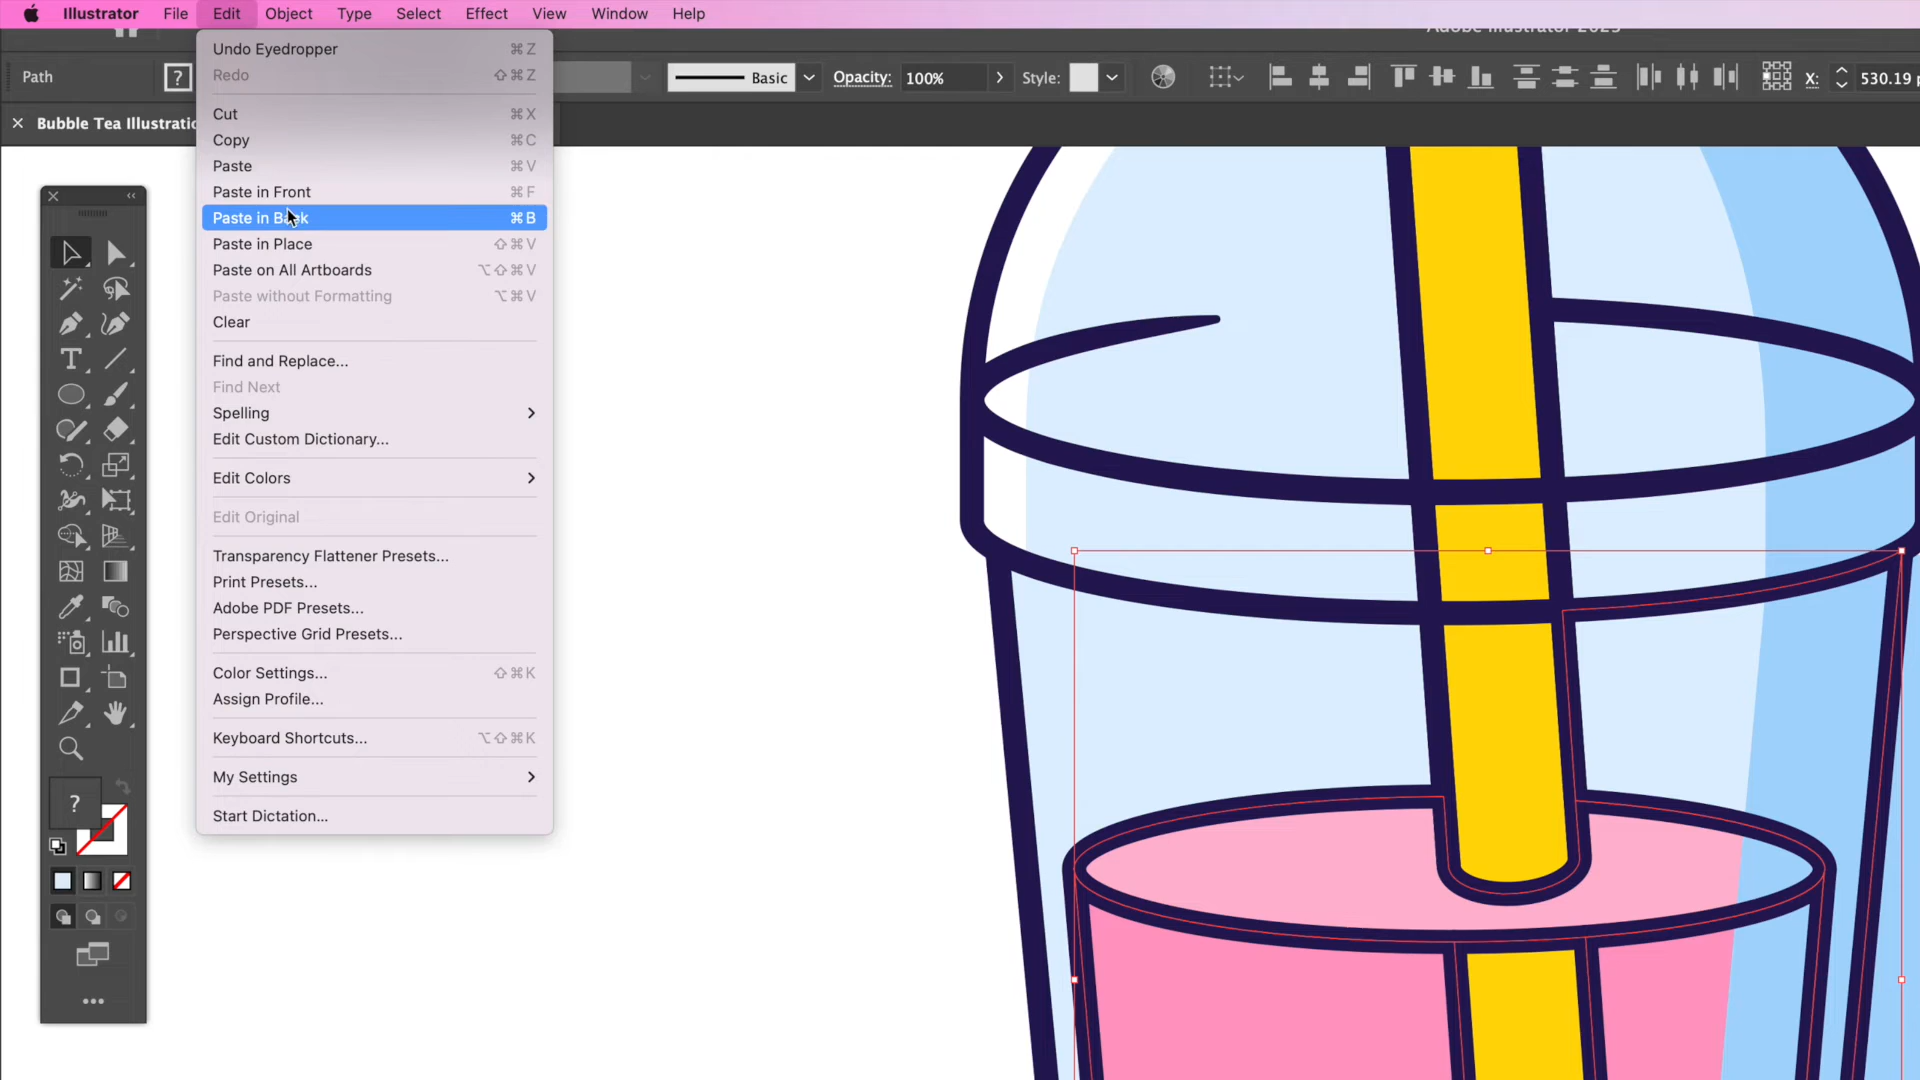 Illustrator File Edit Object Type Select Effect View Window Help
Path ? Basic Opacity: 100% Style: X: 530.19
Bubble Tea Illustratio
Undo Eyedropper ⌘Z
Redo ⇧⌘Z
Cut ⌘X
Copy ⌘C
Paste ⌘V
Paste in Front ⌘F
Paste in Back ⌘B
Paste in Place ⇧⌘V
Paste on All Artboards ⌥⇧⌘V
Paste without Formatting ⌥⌘V
Clear
Find and Replace...
Find Next
Spelling
Edit Custom Dictionary...
Edit Colors
Edit Original
Transparency Flattener Presets...
Print Presets...
Adobe PDF Presets...
Perspective Grid Presets...
Color Settings... ⇧⌘K
Assign Profile...
Keyboard Shortcuts... ⌥⇧⌘K
My Settings
Start Dictation...
?